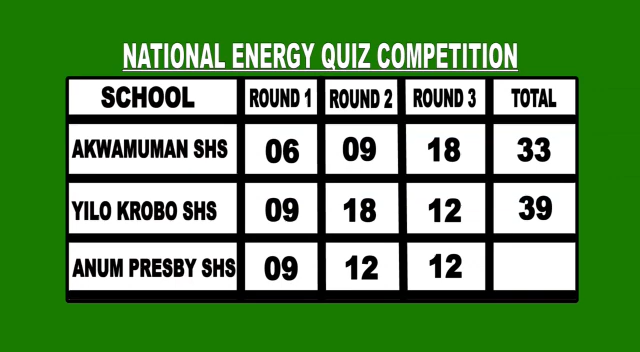 NATIONAL ENERGY QUIZ COMPETITION
SCHOOL ROUND 1 ROUND 2 ROUND 3 TOTAL
AKWAMUMAN SHS 06 09 18 33
YILO KROBO SHS 09 18 12 39
ANUM PRESBY SHS 09 12 12